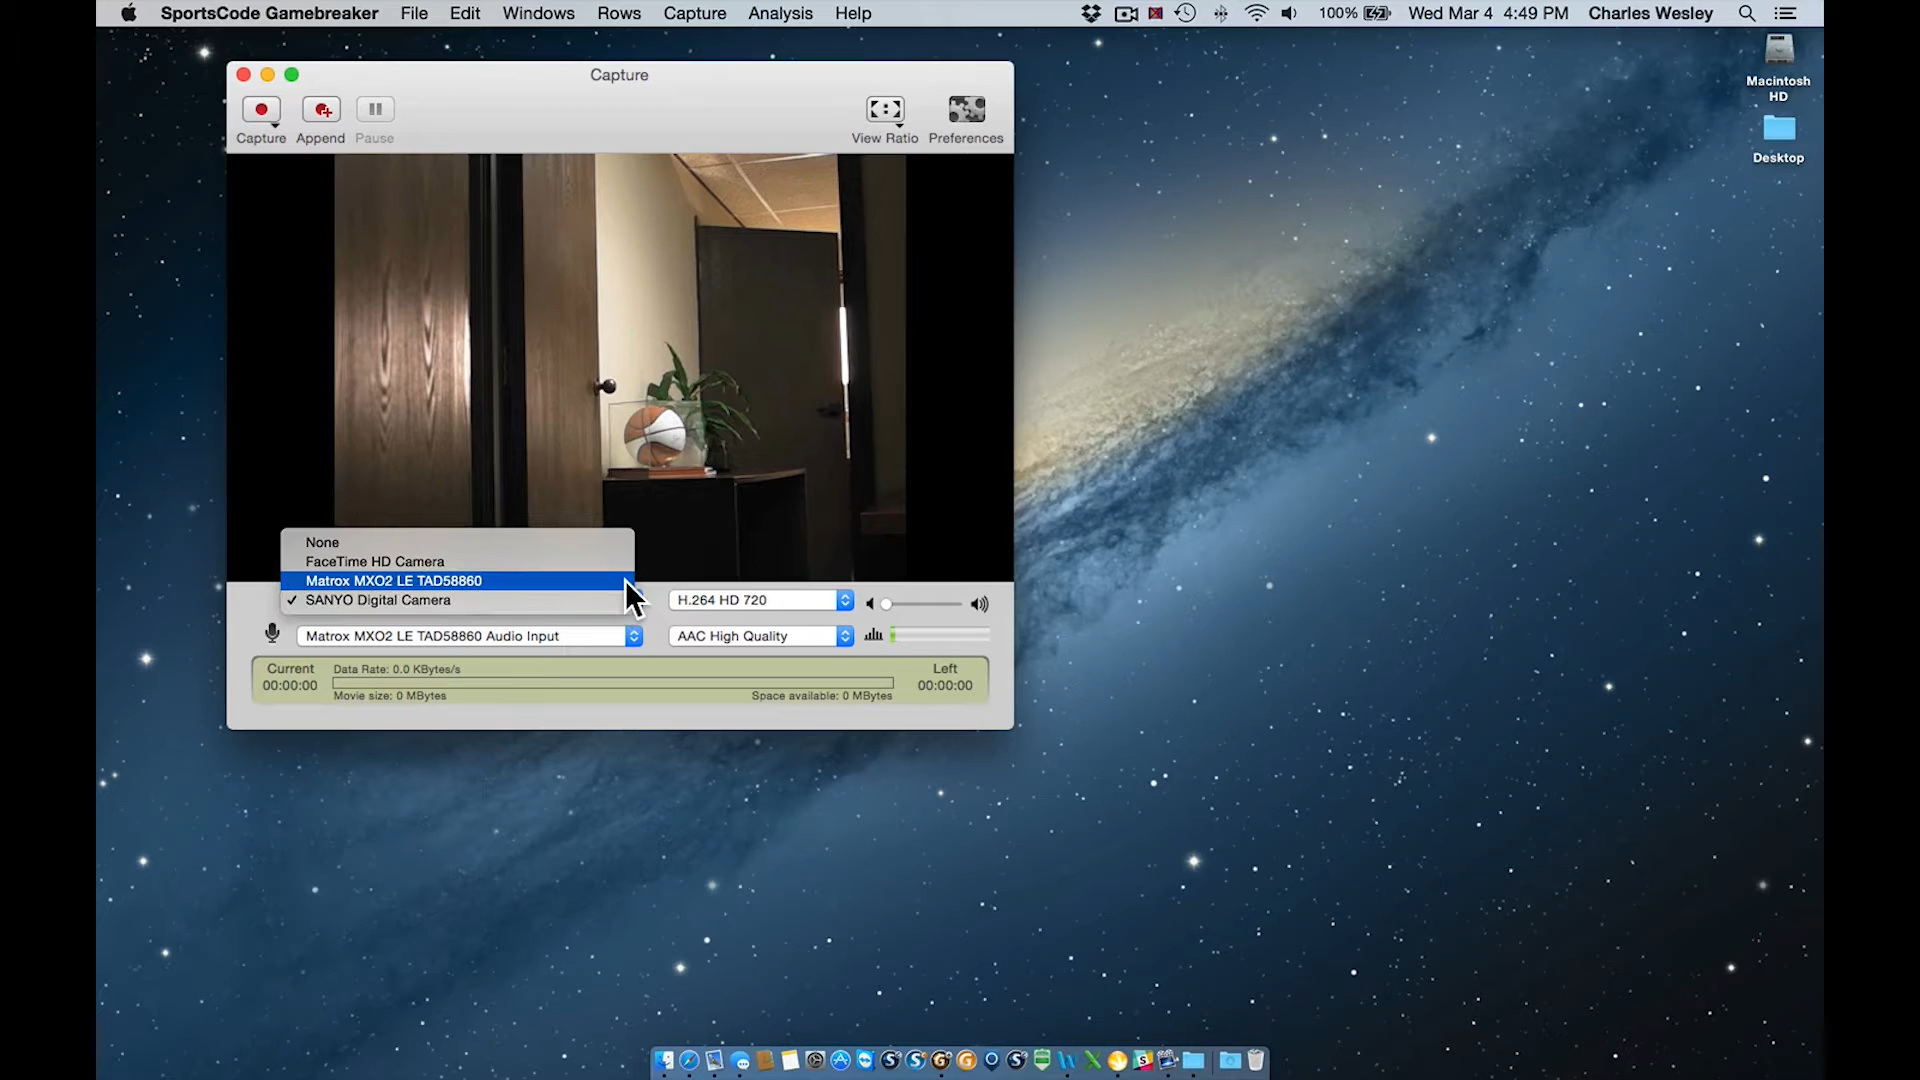 SportsCode Gamebreaker File Edit Windows Rows Capture Analysis Help 100% Wed Mar 4 4:49 PM Charles Wesley
Macintosh
HD
Desktop
Capture
Capture Append Pause View Ratio Preferences
None
FaceTime HD Camera
Matrox MXO2 LE TAD58860
✓ SANYO Digital Camera
H.264 HD 720
Matrox MXO2 LE TAD58860 Audio Input
AAC High Quality
Current Data Rate: 0.0 KBytes/s Left
00:00:00 00:00:00
Movie size: 0 MBytes Space available: 0 MBytes